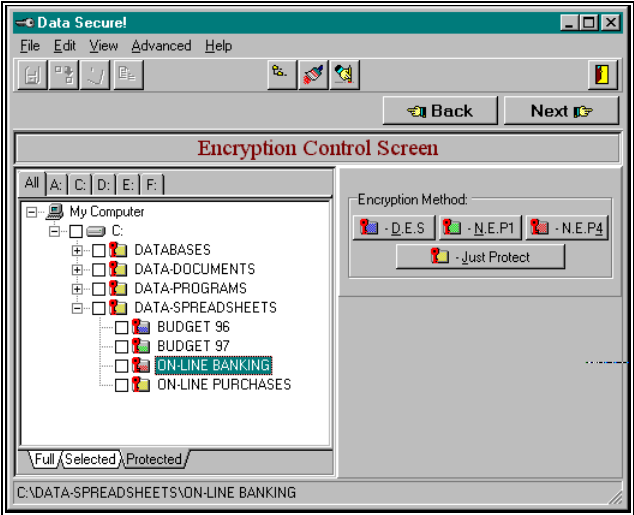 Data Secure!
File Edit View Advanced Help
Back Next
Encryption Control Screen
All A: C: D: E: F:
My Computer
C:
DATABASES
DATA-DOCUMENTS
DATA-PROGRAMS
DATA-SPREADSHEETS
BUDGET 96
BUDGET 97
ON-LINE BANKING
ON-LINE PURCHASES
Full Selected Protected
Encryption Method:
- D.E.S - N.E.P1 - N.E.P4
- Just Protect
C:\DATA-SPREADSHEETS\ON-LINE BANKING